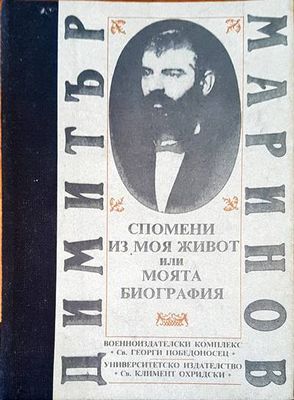 ДИМИТЪР
МАРИНОВ
СПОМЕНИ
ИЗ МОЯ ЖИВОТ
ИЛИ
МОЯТА
БИОГРАФИЯ
ВОЕННОИЗДАТЕЛСКИ КОМПЛЕКС
• Св. ГЕОРГИ ПОБЕДОНОСЕЦ •
УНИВЕРСИТЕТСКО ИЗДАТЕЛСТВО
• Св. КЛИМЕНТ ОХРИДСКИ •